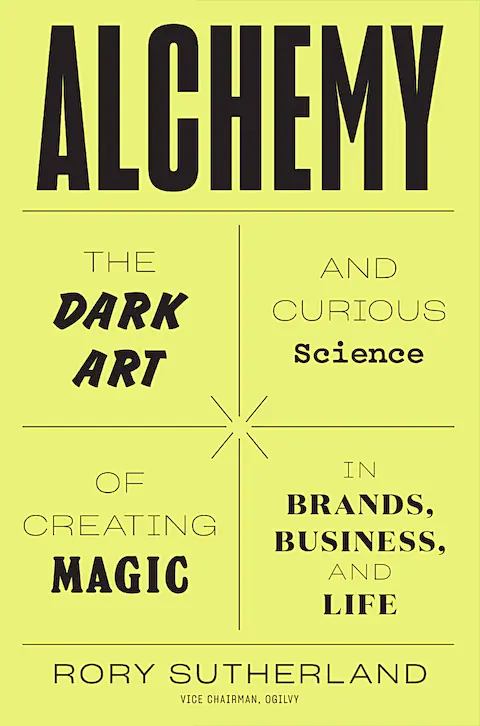 ALCHEMY
THE
DARK
ART
AND
CURIOUS
Science
OF
CREATING
MAGIC
IN
BRANDS,
BUSINESS,
AND
LIFE
RORY SUTHERLAND
VICE CHAIRMAN, OGILVY